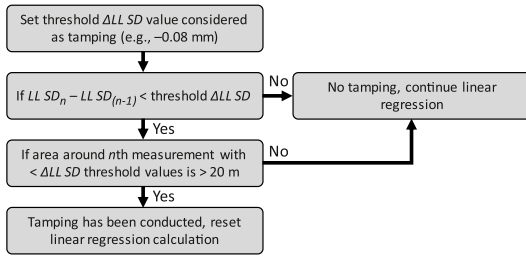 Set threshold ΔLL SD value considered
as tamping (e.g., –0.08 mm)
If LL SDn – LL SD(n-1) < threshold ΔLL SD
No
No tamping, continue linear
regression
Yes
If area around nth measurement with
< ΔLL SD threshold values is > 20 m
No
Yes
Tamping has been conducted, reset
linear regression calculation